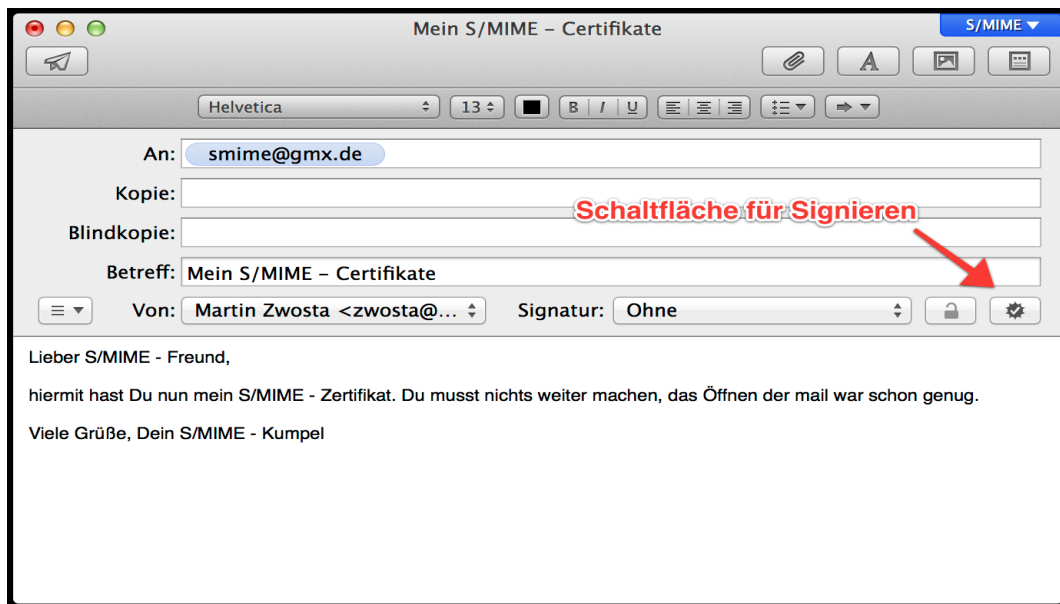 Mein S/MIME – Certifikate
S/MIME
Helvetica 13 B I U
An: smime@gmx.de
Kopie:
Schaltfläche für Signieren
Blindkopie:
Betreff: Mein S/MIME – Certifikate
Von: Martin Zwosta <zwosta@... Signatur: Ohne
Lieber S/MIME - Freund,
hiermit hast Du nun mein S/MIME - Zertifikat. Du musst nichts weiter machen, das Öffnen der mail war schon genug.
Viele Grüße, Dein S/MIME - Kumpel